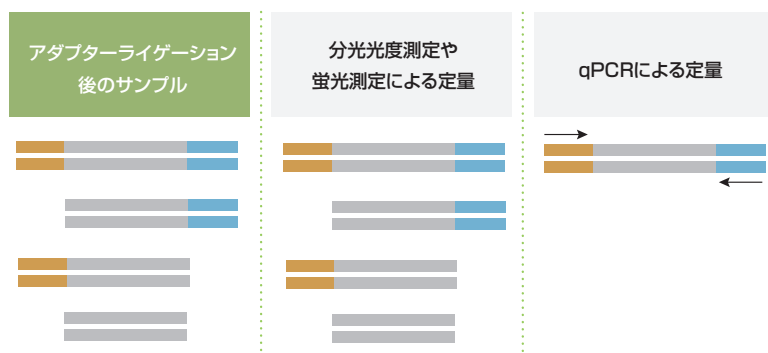 アダプターライゲーション
後のサンプル
分光光度測定や
蛍光測定による定量
qPCRによる定量